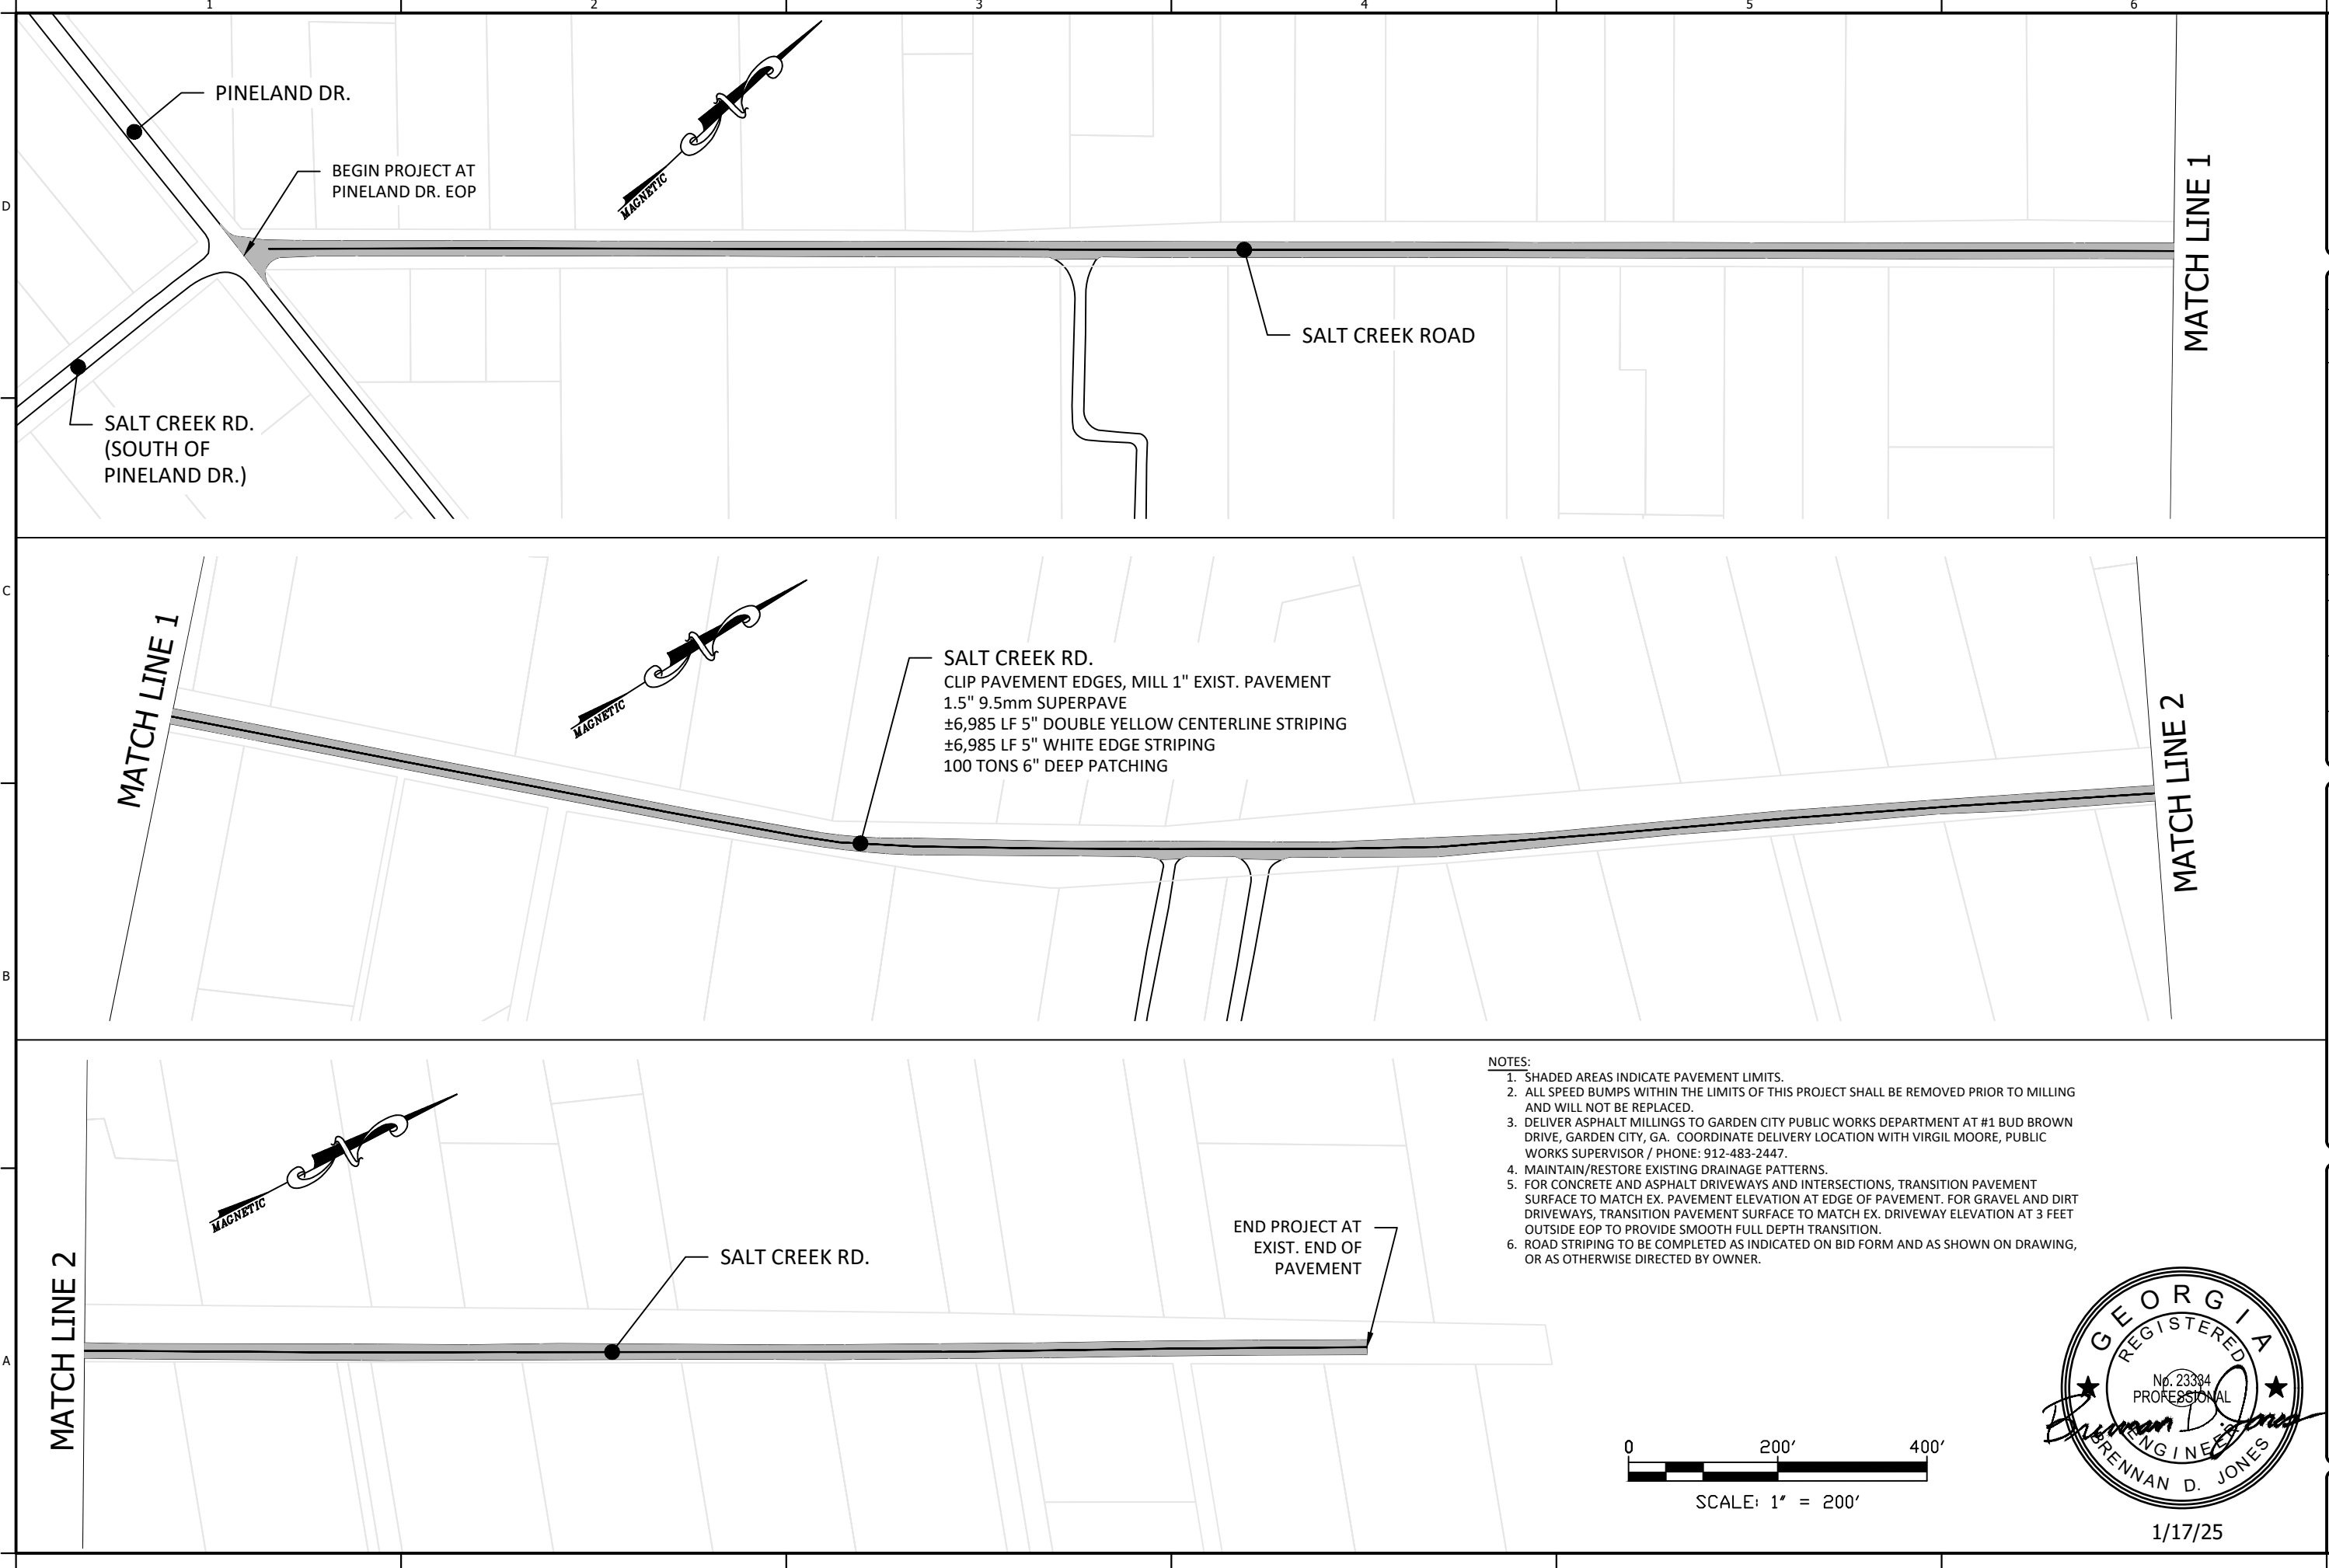 1 2 3 4 5 6
D
C
B
A
PINELAND DR.
BEGIN PROJECT AT
PINELAND DR. EOP
MAGNETIC
MATCH LINE 1
SALT CREEK ROAD
SALT CREEK RD.
(SOUTH OF
PINELAND DR.)
MATCH LINE 1
MAGNETIC
SALT CREEK RD.
CLIP PAVEMENT EDGES, MILL 1" EXIST. PAVEMENT
1.5" 9.5mm SUPERPAVE
±6,985 LF 5" DOUBLE YELLOW CENTERLINE STRIPING
±6,985 LF 5" WHITE EDGE STRIPING
100 TONS 6" DEEP PATCHING
MATCH LINE 2
MATCH LINE 2
MAGNETIC
SALT CREEK RD.
END PROJECT AT
EXIST. END OF
PAVEMENT
NOTES:
1. SHADED AREAS INDICATE PAVEMENT LIMITS.
2. ALL SPEED BUMPS WITHIN THE LIMITS OF THIS PROJECT SHALL BE REMOVED PRIOR TO MILLING
AND WILL NOT BE REPLACED.
3. DELIVER ASPHALT MILLINGS TO GARDEN CITY PUBLIC WORKS DEPARTMENT AT #1 BUD BROWN
DRIVE, GARDEN CITY, GA. COORDINATE DELIVERY LOCATION WITH VIRGIL MOORE, PUBLIC
WORKS SUPERVISOR / PHONE: 912-483-2447.
4. MAINTAIN/RESTORE EXISTING DRAINAGE PATTERNS.
5. FOR CONCRETE AND ASPHALT DRIVEWAYS AND INTERSECTIONS, TRANSITION PAVEMENT
SURFACE TO MATCH EX. PAVEMENT ELEVATION AT EDGE OF PAVEMENT. FOR GRAVEL AND DIRT
DRIVEWAYS, TRANSITION PAVEMENT SURFACE TO MATCH EX. DRIVEWAY ELEVATION AT 3 FEET
OUTSIDE EOP TO PROVIDE SMOOTH FULL DEPTH TRANSITION.
6. ROAD STRIPING TO BE COMPLETED AS INDICATED ON BID FORM AND AS SHOWN ON DRAWING,
OR AS OTHERWISE DIRECTED BY OWNER.
0 200' 400'
SCALE: 1" = 200'
GEORGIA
REGISTERED
No. 23334
PROFESSIONAL
ENGINEER
BRENNAN D. JONES
Brennan D Jones
1/17/25